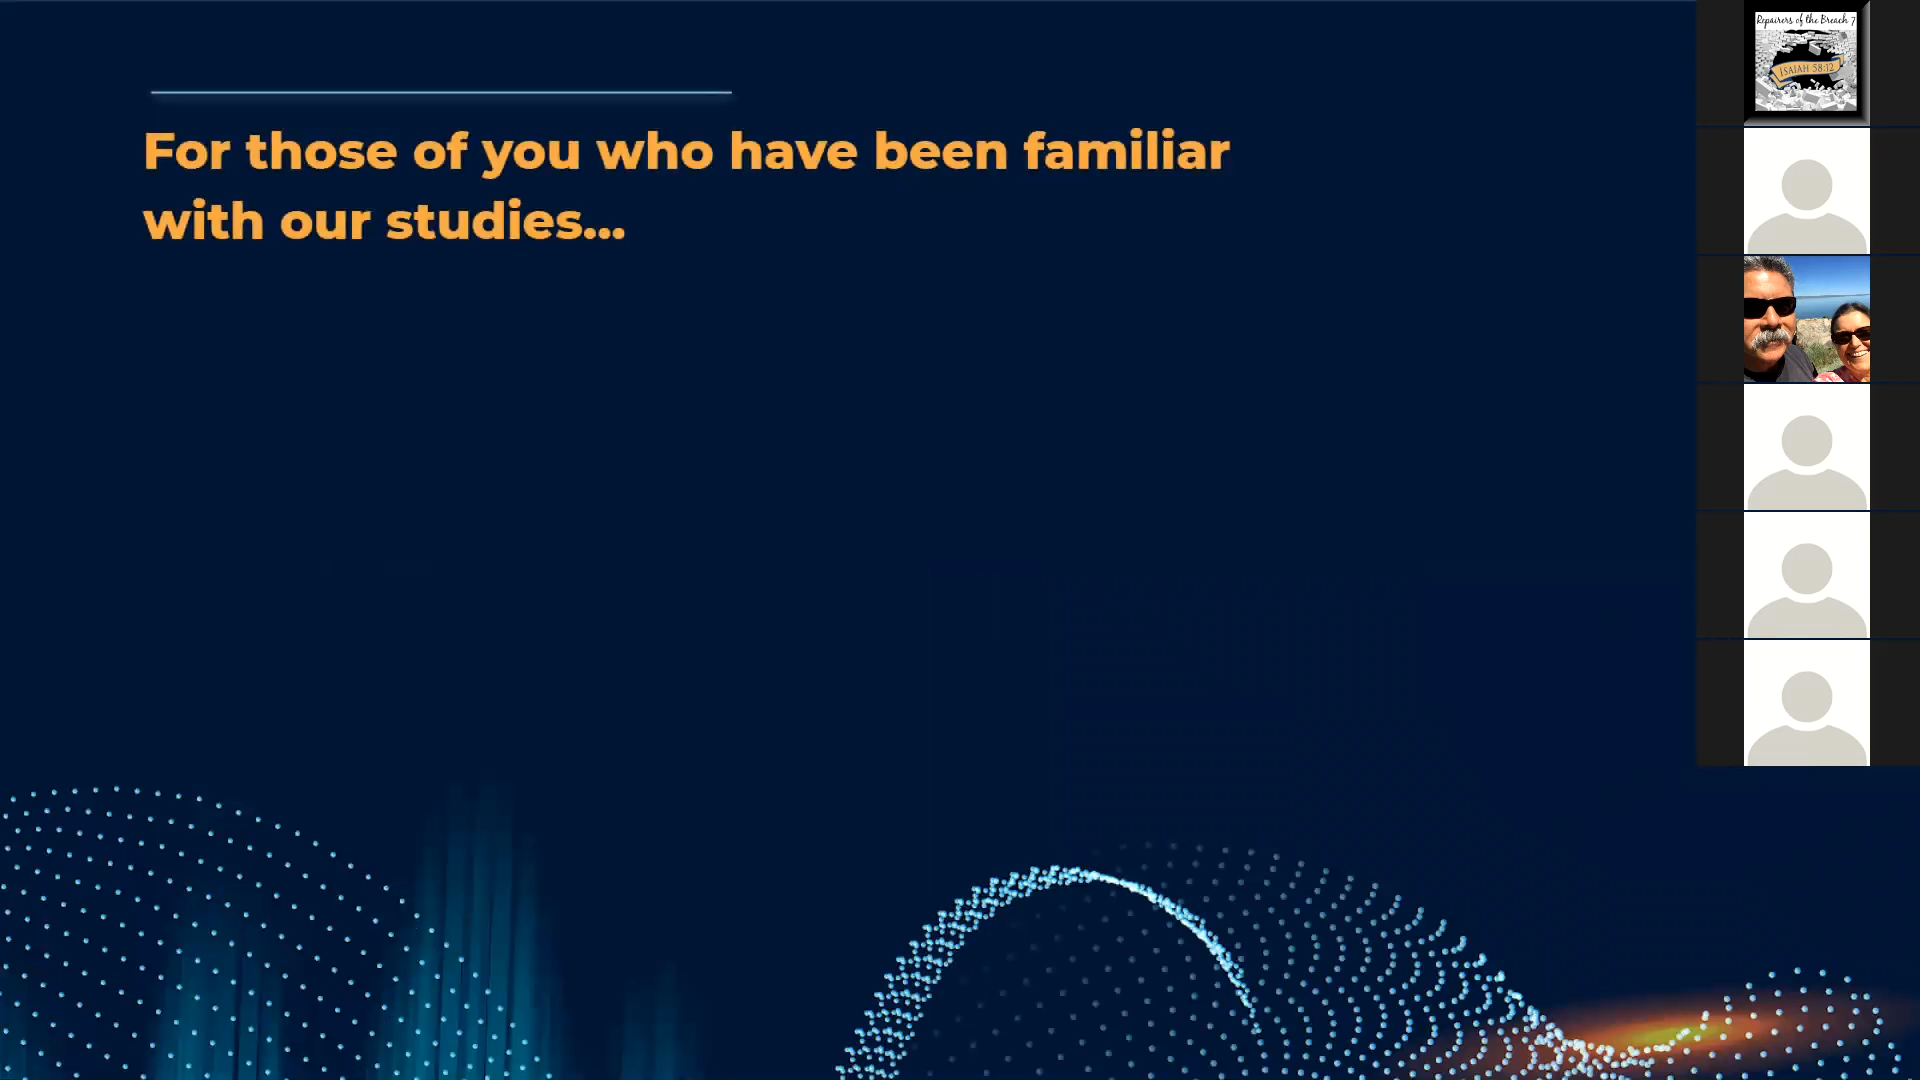 For those of you who have been familiar
with our studies...
Repairers of the Breach 7
ISAIAH 58:12